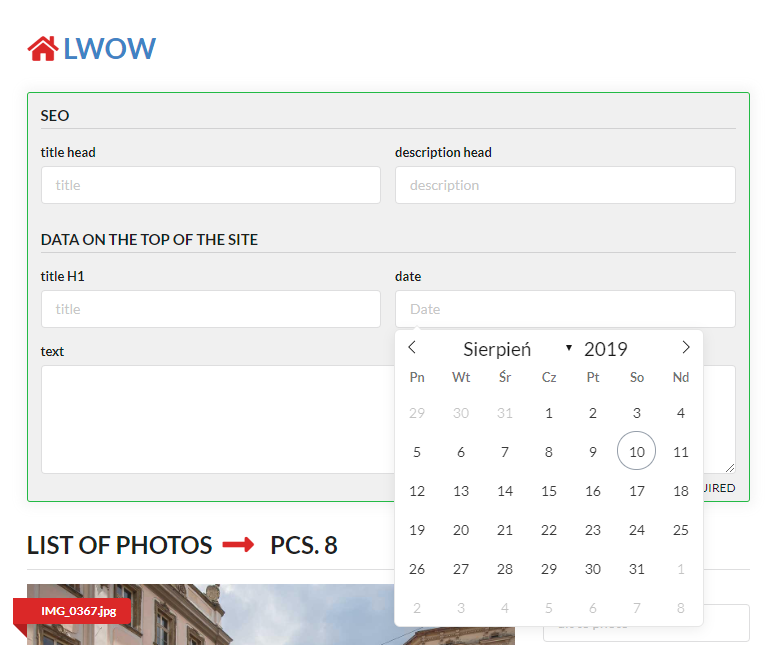 LWOW
SEO
title head
description head
title
description
DATA ON THE TOP OF THE SITE
title H1
date
title
Date
text
Sierpień 2019
Pn Wt Śr Cz Pt So Nd
29 30 31 1 2 3 4
5 6 7 8 9 10 11
12 13 14 15 16 17 18
19 20 21 22 23 24 25
26 27 28 29 30 31 1
2 3 4 5 6 7 8
LIST OF PHOTOS PCS. 8
IMG_0367.jpg